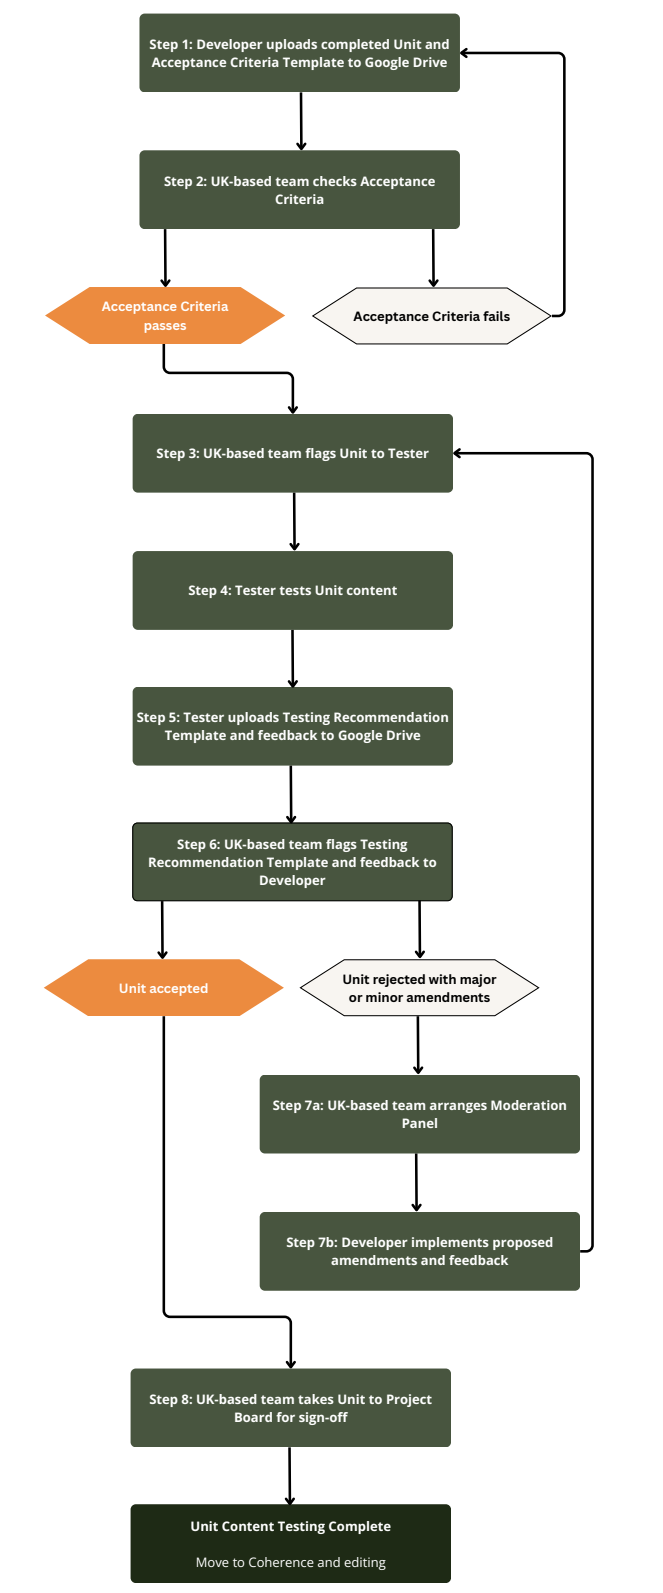 Step 1: Developer uploads completed Unit and
Acceptance Criteria Template to Google Drive
Step 2: UK-based team checks Acceptance
Criteria
Acceptance Criteria
passes
Acceptance Criteria fails
Step 3: UK-based team flags Unit to Tester
Step 4: Tester tests Unit content
Step 5: Tester uploads Testing Recommendation
Template and feedback to Google Drive
Step 6: UK-based team flags Testing
Recommendation Template and feedback to
Developer
Unit accepted
Unit rejected with major
or minor amendments
Step 7a: UK-based team arranges Moderation
Panel
Step 7b: Developer implements proposed
amendments and feedback
Step 8: UK-based team takes Unit to Project
Board for sign-off
Unit Content Testing Complete
Move to Coherence and editing